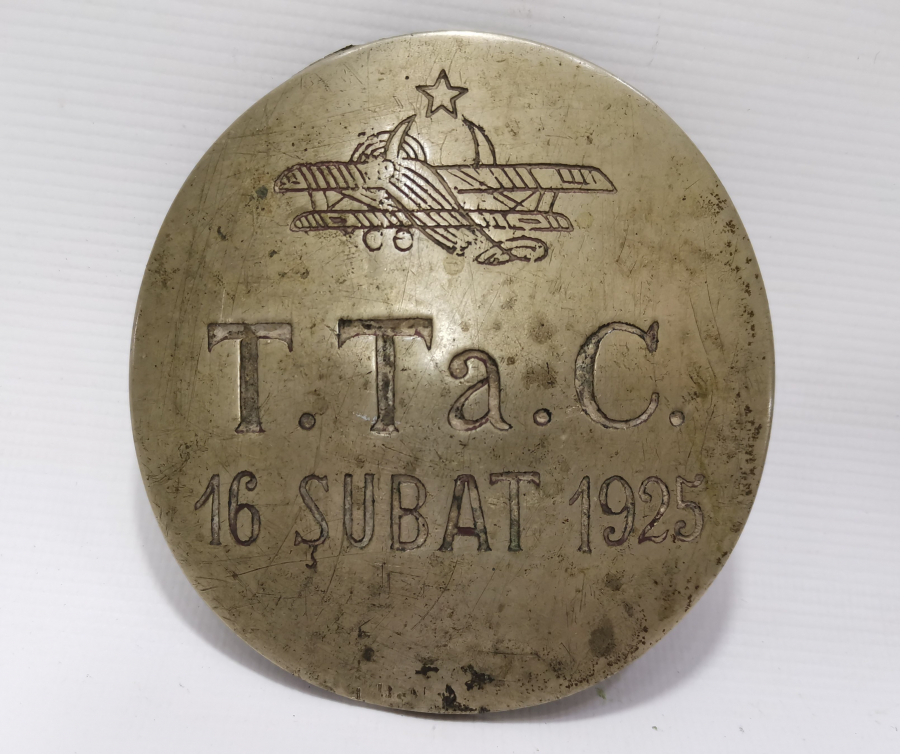 T. Ta. C.
16 ŞUBAT 1925